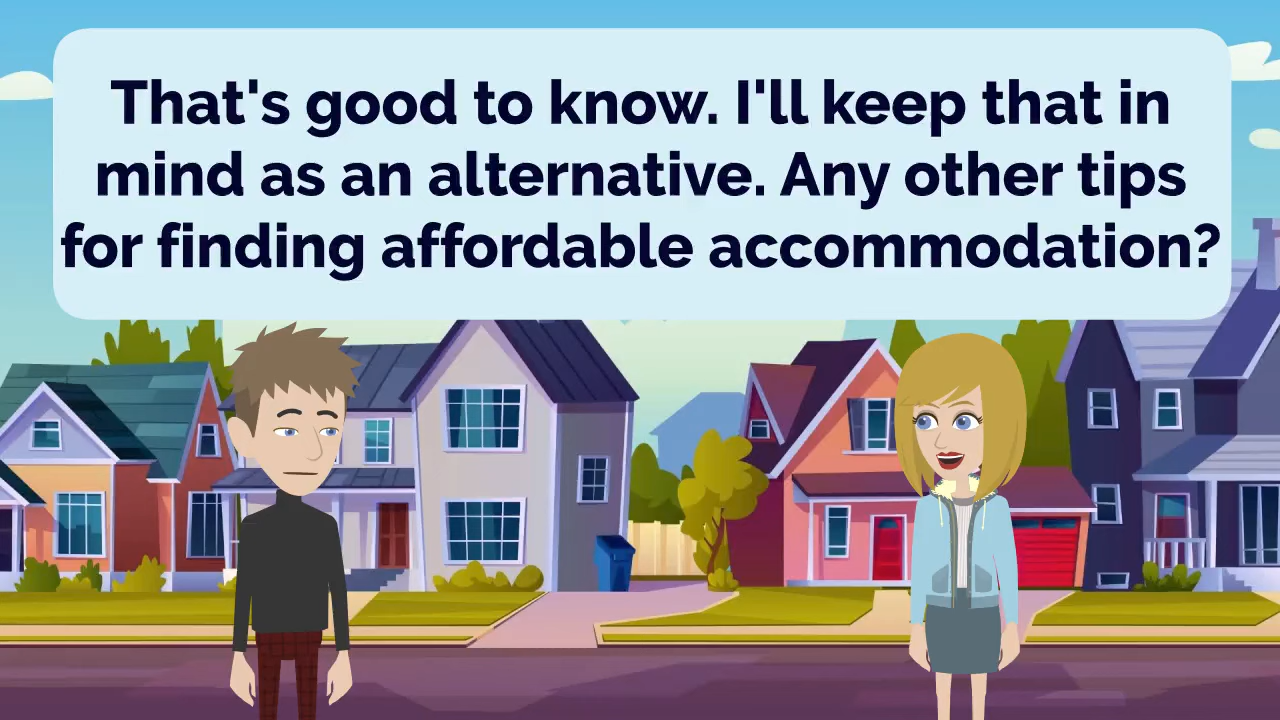 That's good to know. I'll keep that in
mind as an alternative. Any other tips
for finding affordable accommodation?